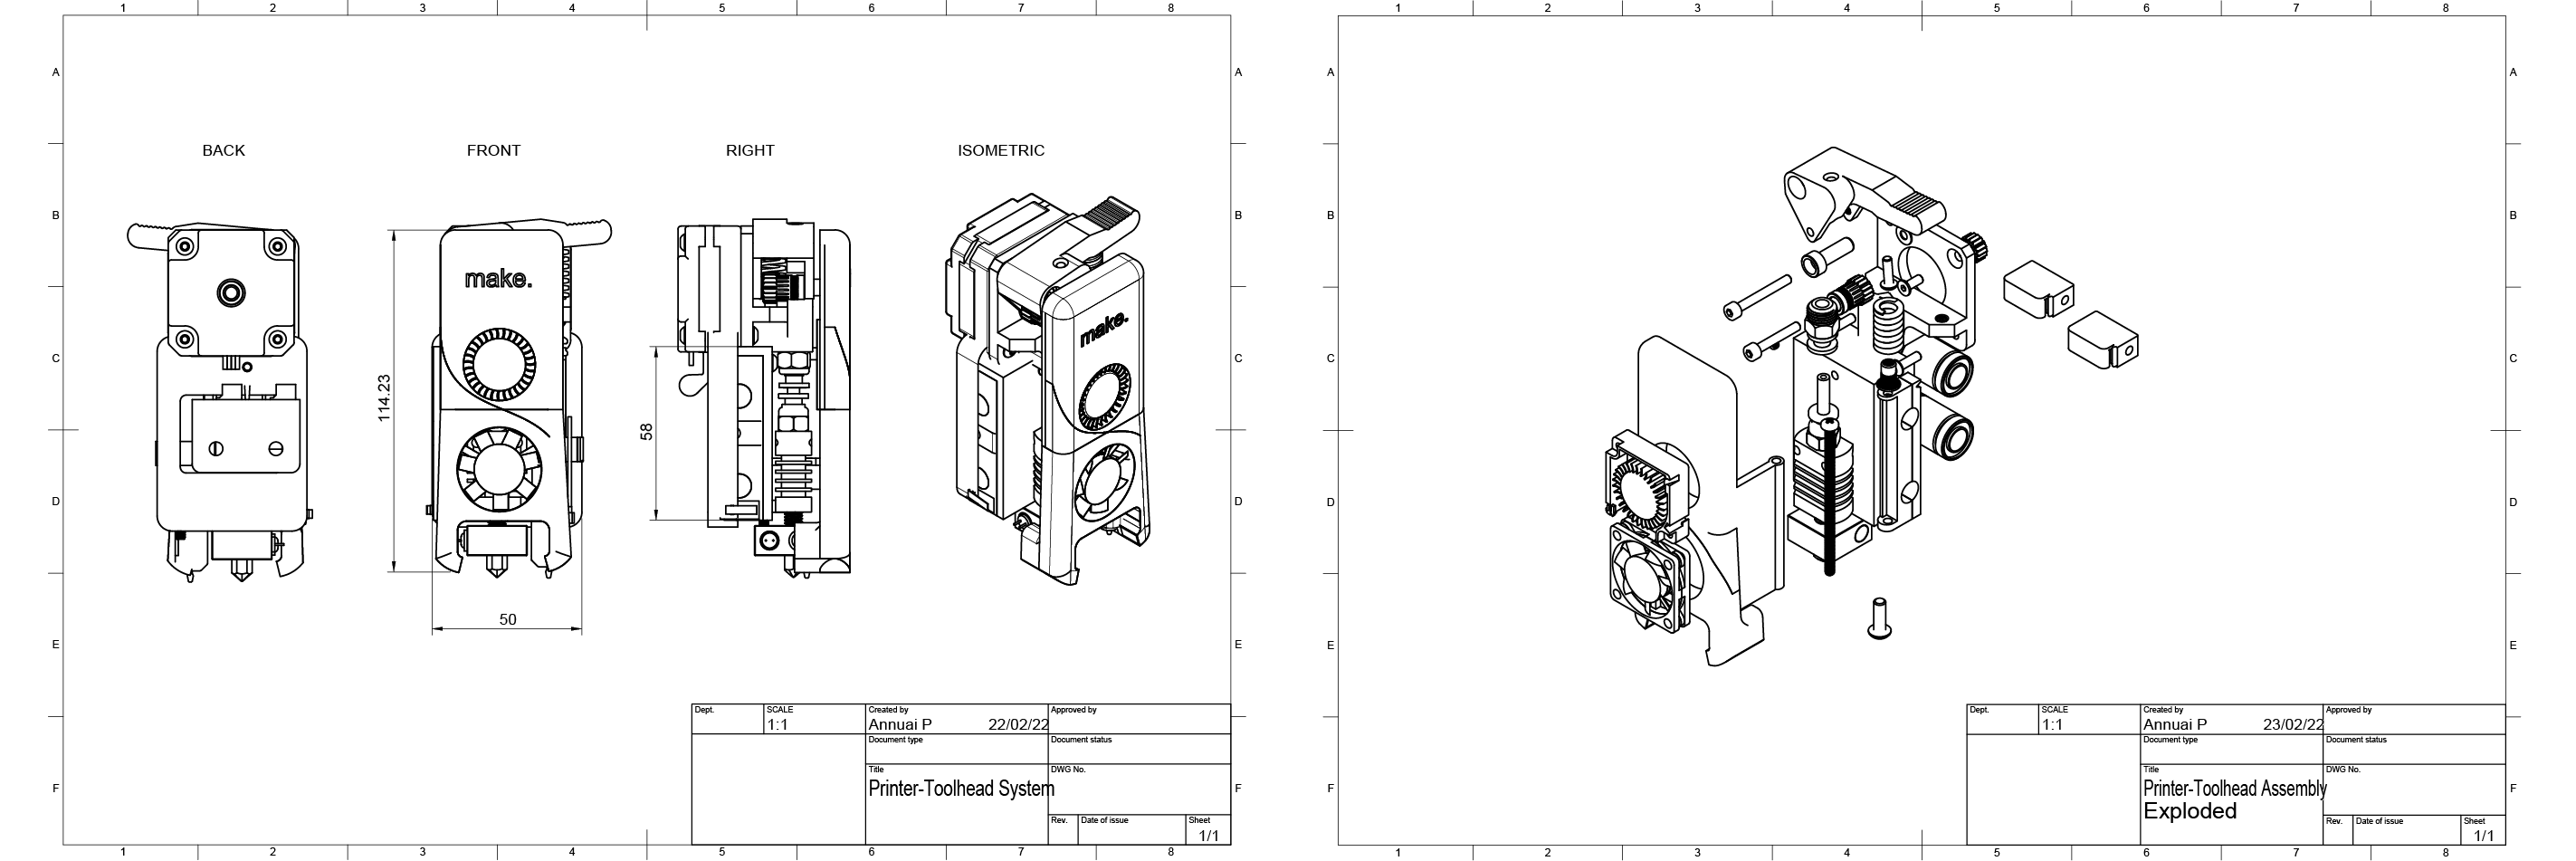 1 2 3 4 5 6 7 8
A A
B B
C C
D D
E E
F F
BACK FRONT RIGHT ISOMETRIC
make.
make.
114.23
58
50
Dept.
SCALE
1:1
Created by
Annuai P 22/02/22
Approved by
Document type
Document status
Title
Printer-Toolhead System
DWG No.
Rev.
Date of issue
Sheet
1/1
1 2 3 4 5 6 7 8
1 2 3 4 5 6 7 8
A A
B B
C C
D D
E E
F F
Dept.
SCALE
1:1
Created by
Annuai P 23/02/22
Approved by
Document type
Document status
Title
Printer-Toolhead Assembly
Exploded
DWG No.
Rev.
Date of issue
Sheet
1/1
1 2 3 4 5 6 7 8